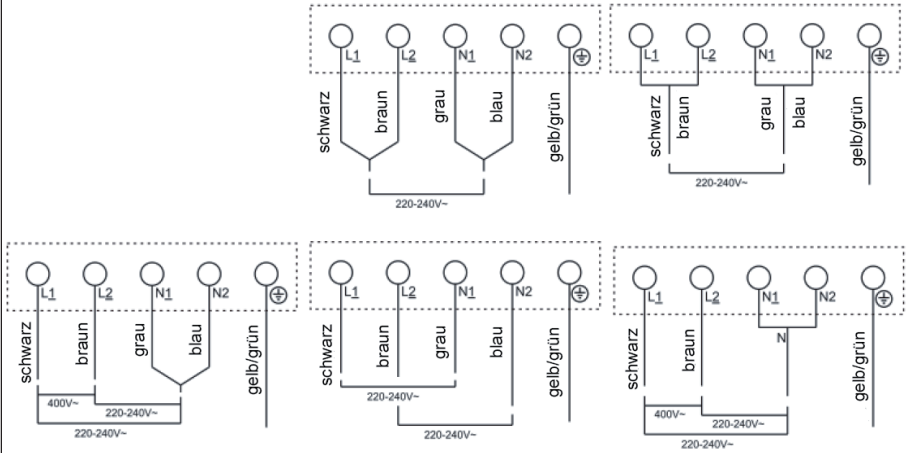 L1 L2 N1 N2
schwarz braun grau blau gelb/grün
220-240V~
L1 L2 N1 N2
schwarz braun grau blau gelb/grün
220-240V~
L1 L2 N1 N2
schwarz braun grau blau gelb/grün
400V~
220-240V~
220-240V~
L1 L2 N1 N2
schwarz braun grau blau gelb/grün
220-240V~
220-240V~
L1 L2 N1 N2
N
schwarz braun grau blau gelb/grün
400V~
220-240V~
220-240V~